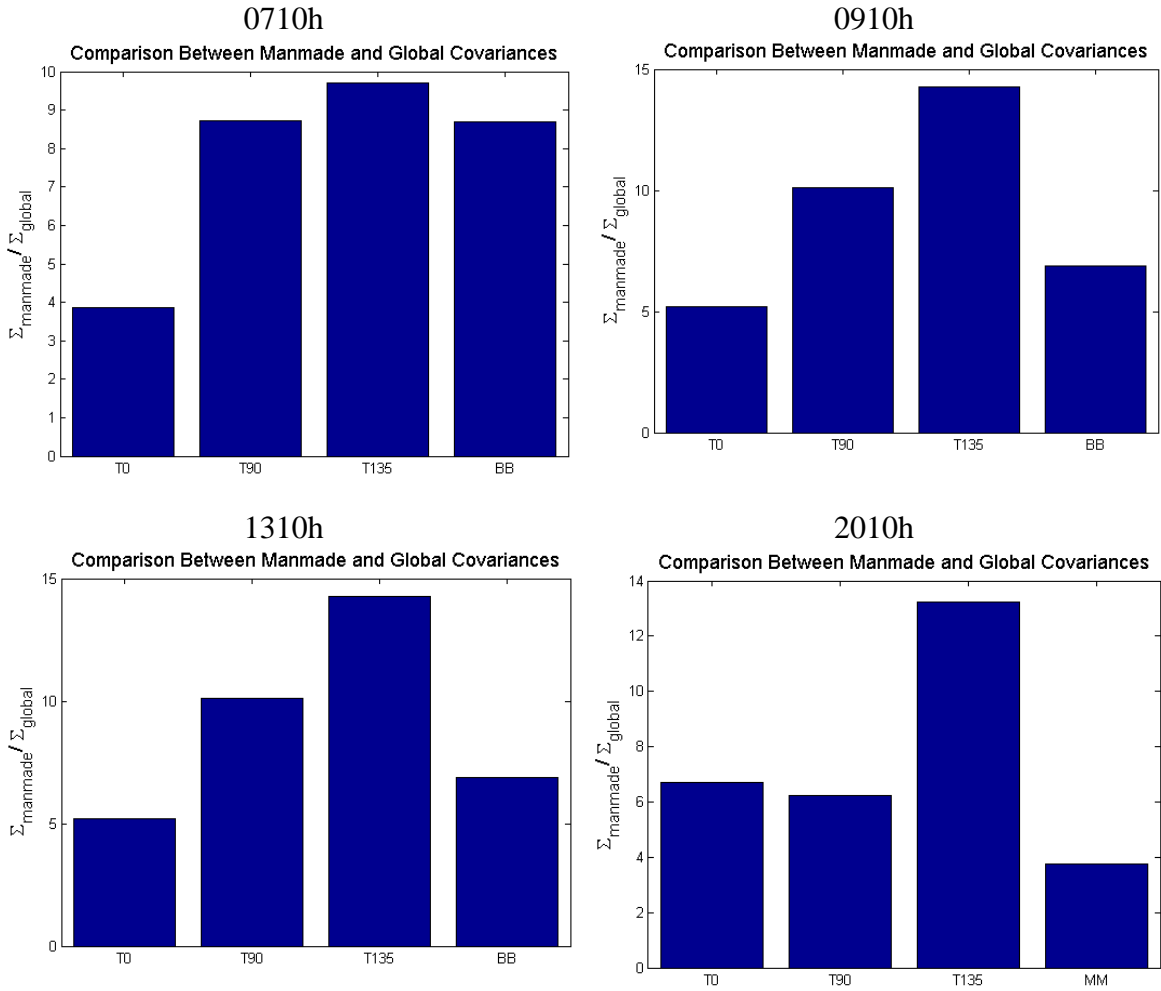 0710h
Comparison Between Manmade and Global Covariances
10
9
8
7
6
5
4
3
2
1
0
Σmanmade/ Σglobal
T0 T90 T135 BB
0910h
Comparison Between Manmade and Global Covariances
15
10
5
0
Σmanmade/ Σglobal
T0 T90 T135 BB
1310h
Comparison Between Manmade and Global Covariances
15
10
5
0
Σmanmade/ Σglobal
T0 T90 T135 BB
2010h
Comparison Between Manmade and Global Covariances
14
12
10
8
6
4
2
0
Σmanmade/ Σglobal
T0 T90 T135 MM